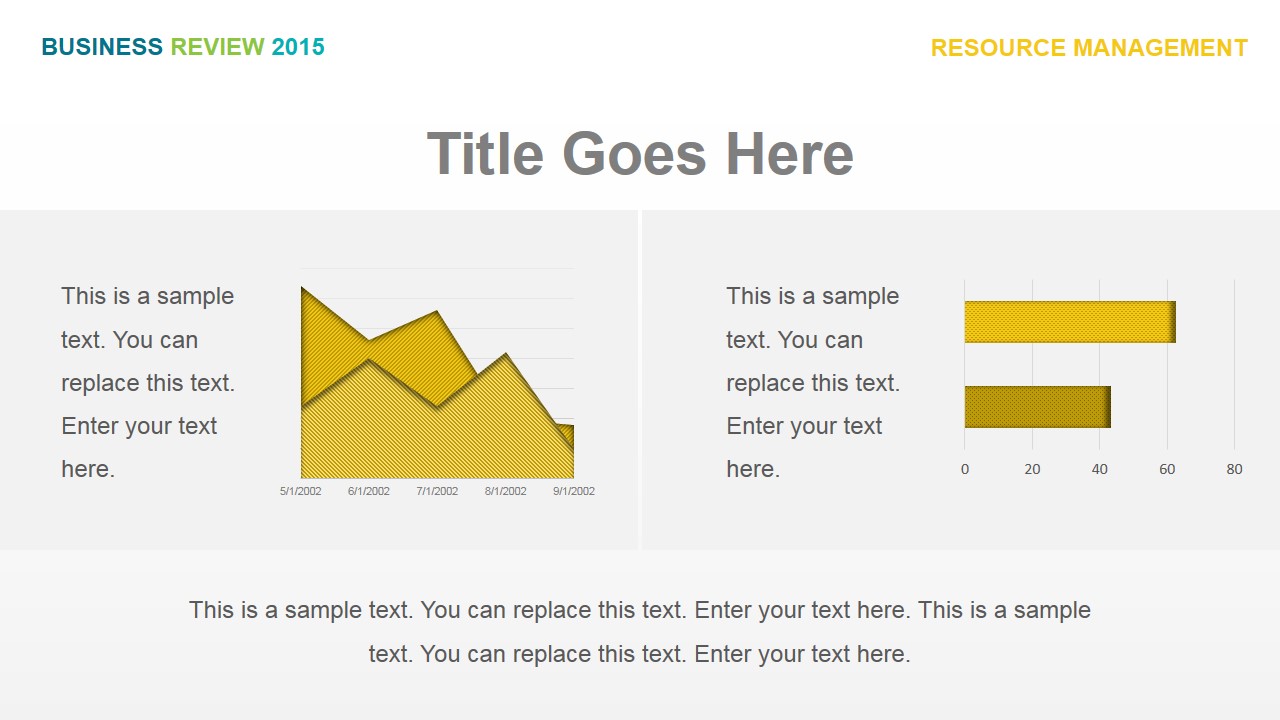 BUSINESS REVIEW 2015
RESOURCE MANAGEMENT
Title Goes Here
This is a sample
text. You can
replace this text.
Enter your text
here.
5/1/2002 6/1/2002 7/1/2002 8/1/2002 9/1/2002
This is a sample
text. You can
replace this text.
Enter your text
here.
0 20 40 60 80
This is a sample text. You can replace this text. Enter your text here. This is a sample
text. You can replace this text. Enter your text here.